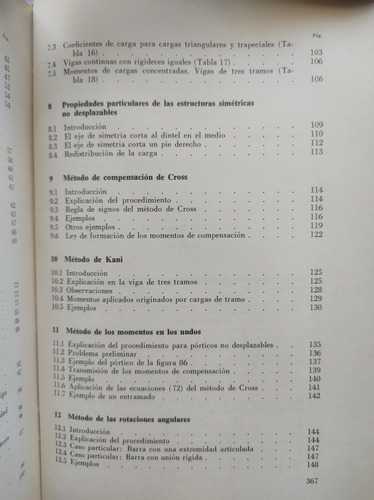 Pág.
7.3 Coeficientes de carga para cargas triangulares y trapeciales (Ta-
bla 16) . . . . . . . . . . 103
7.4 Vigas continuas con rigideces iguales (Tabla 17) . . . . 106
7.5 Momentos de cargas concentradas. Vigas de tres tramos (Ta-
bla 18) . . . . . . . . . . 106
8 Propiedades particulares de las estructuras simétricas
no desplazables
8.1 Introducción . . . . . . . . . 109
8.2 El eje de simetría corta al dintel en el medio . . . . 110
8.3 El eje de simetría corta un pie derecho . . . . . 112
8.4 Redistribución de la carga . . . . . . . 113
9 Método de compensación de Cross
9.1 Introducción . . . . . . . . . 114
9.2 Explicación del procedimiento . . . . . . 114
9.3 Regla de signos del método de Cross . . . . . 116
9.4 Ejemplos . . . . . . . . . . 116
9.5 Otros ejemplos . . . . . . . . . 119
9.6 Ley de formación de los momentos de compensación . . . 122
10 Método de Kani
10.1 Introducción . . . . . . . . . 125
10.2 Explicación en la viga de tres tramos . . . . . 125
10.3 Observaciones . . . . . . . . . 128
10.4 Momentos aplicados originados por cargas de tramo . . . 129
10.5 Ejemplos . . . . . . . . . . 130
11 Método de los momentos en los nudos
11.1 Explicación del procedimiento para pórticos no desplazables . . 135
11.2 Problema preliminar . . . . . . . . 136
11.3 Ejemplo del pórtico de la figura 86 . . . . . . 137
11.4 Transmisión de los momentos de compensación . . . . 139
11.5 Ejemplo . . . . . . . . . . 140
11.6 Aplicación de las ecuaciones (72) del método de Cross . . . 141
11.7 Ejemplo de un entramado . . . . . . . 142
12 Método de las rotaciones angulares
12.1 Introducción . . . . . . . . . 144
12.2 Explicación del procedimiento . . . . . . 144
12.3 Caso particular: Barra con una extremidad articulada . . . 147
12.4 Caso particular: Barra con unión rígida . . . . . 147
12.5 Ejemplos . . . . . . . . . . 148
367